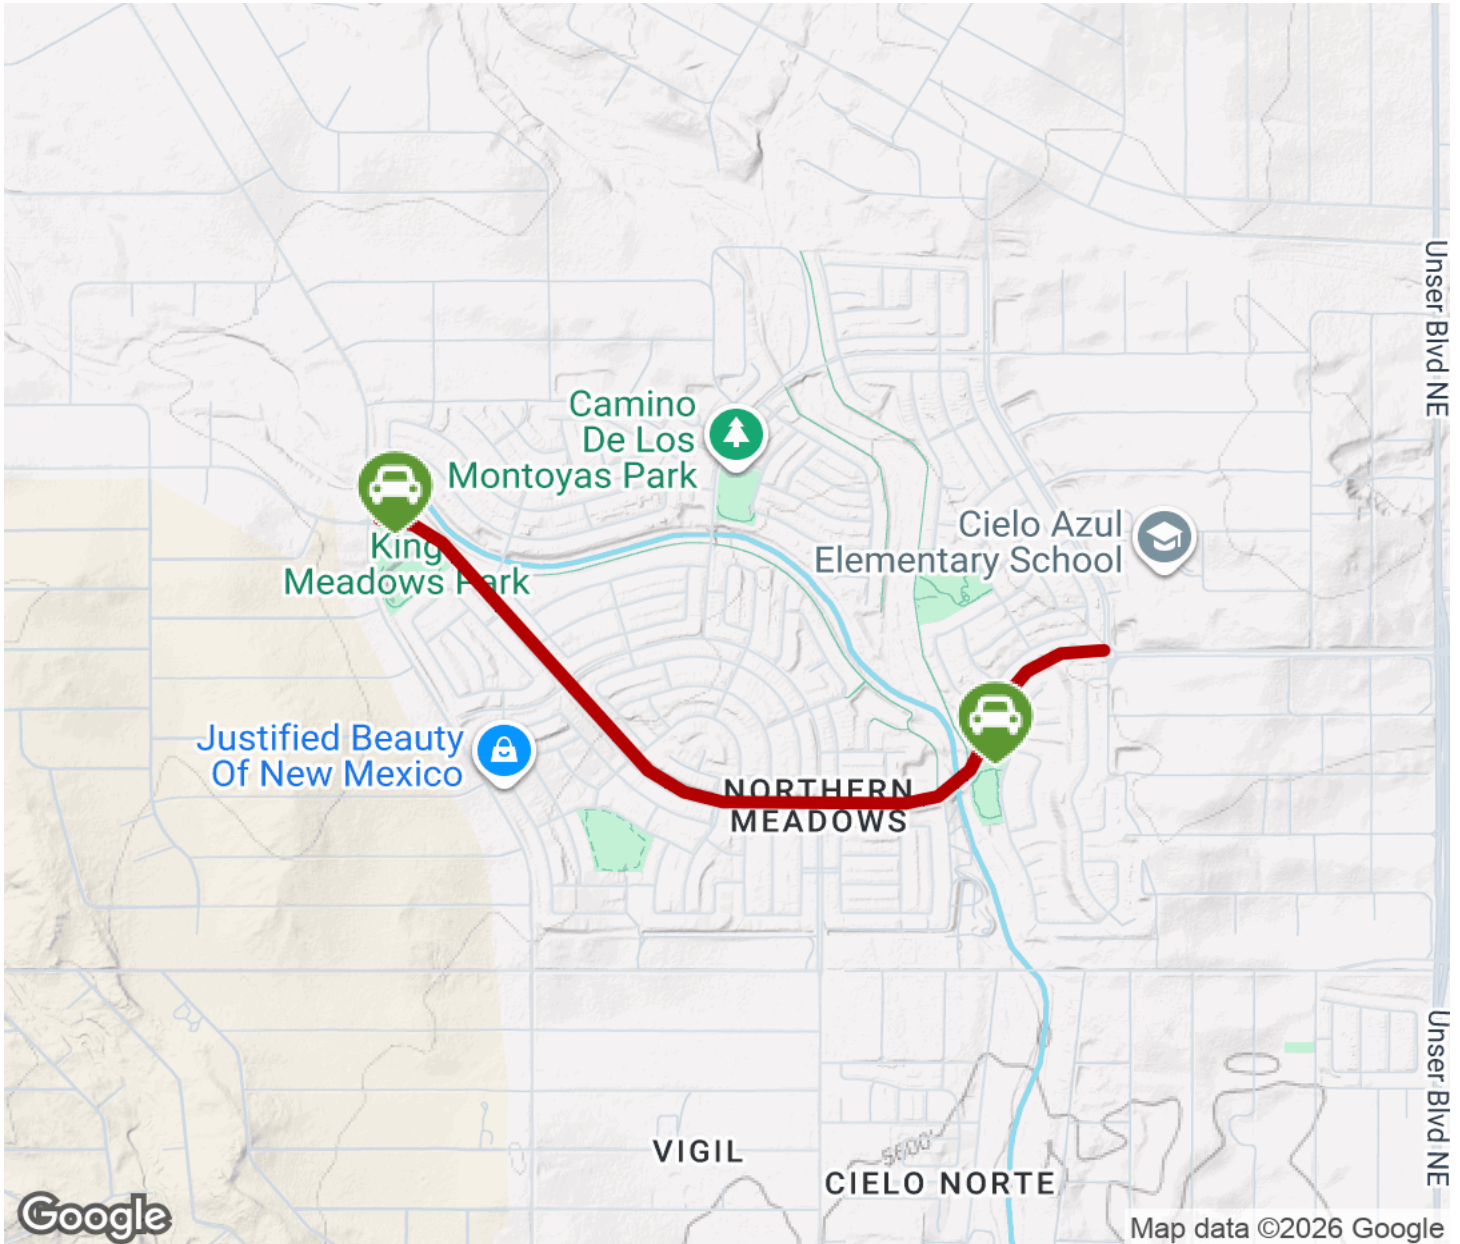 Unser Blvd NE
Camino
De Los
Montoyas Park
Cielo Azul
Elementary School
King
Meadows Park
Justified Beauty
Of New Mexico
NORTHERN
MEADOWS
Unser Blvd NE
5600'
VIGIL
CIELO NORTE
Google
Map data ©2026 Google